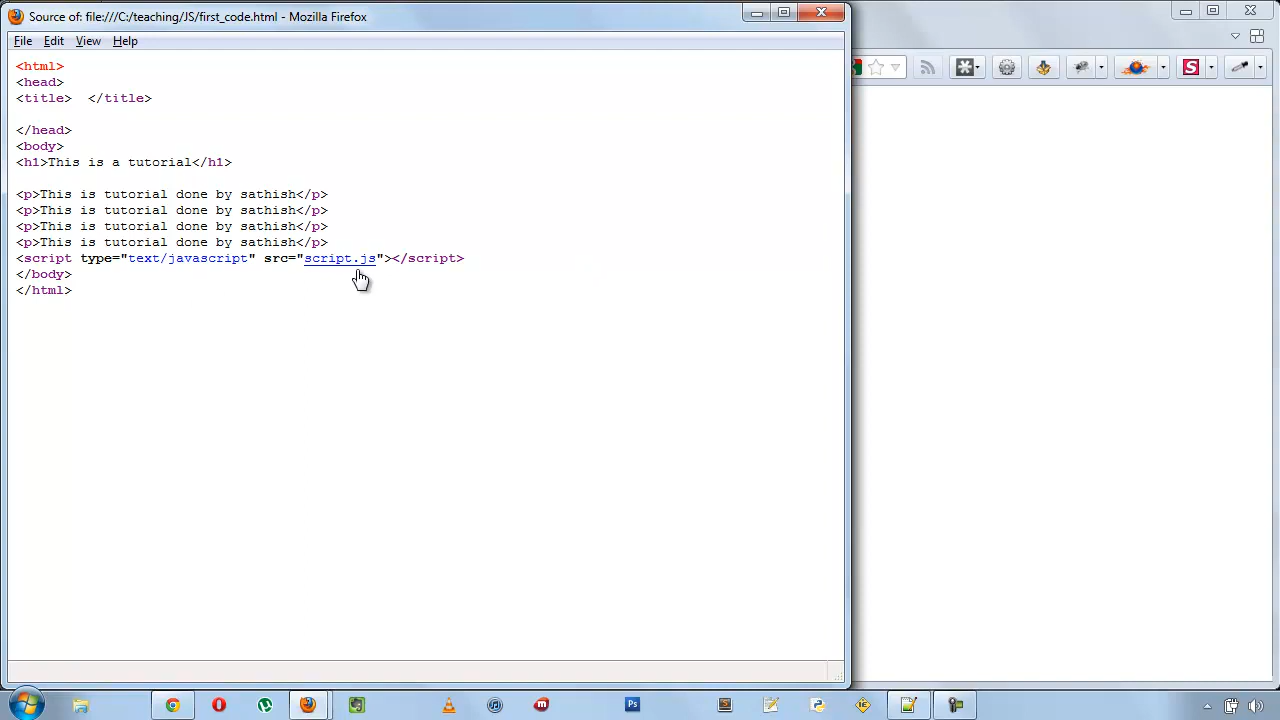 Source of: file:///C:/teaching/JS/first_code.html - Mozilla Firefox
File Edit View Help
<html>
<head>
<title>  </title>
</head>
<body>
<h1>This is a tutorial</h1>
<p>This is tutorial done by sathish</p>
<p>This is tutorial done by sathish</p>
<p>This is tutorial done by sathish</p>
<p>This is tutorial done by sathish</p>
<script type="text/javascript" src="script.js"></script>
</body>
</html>